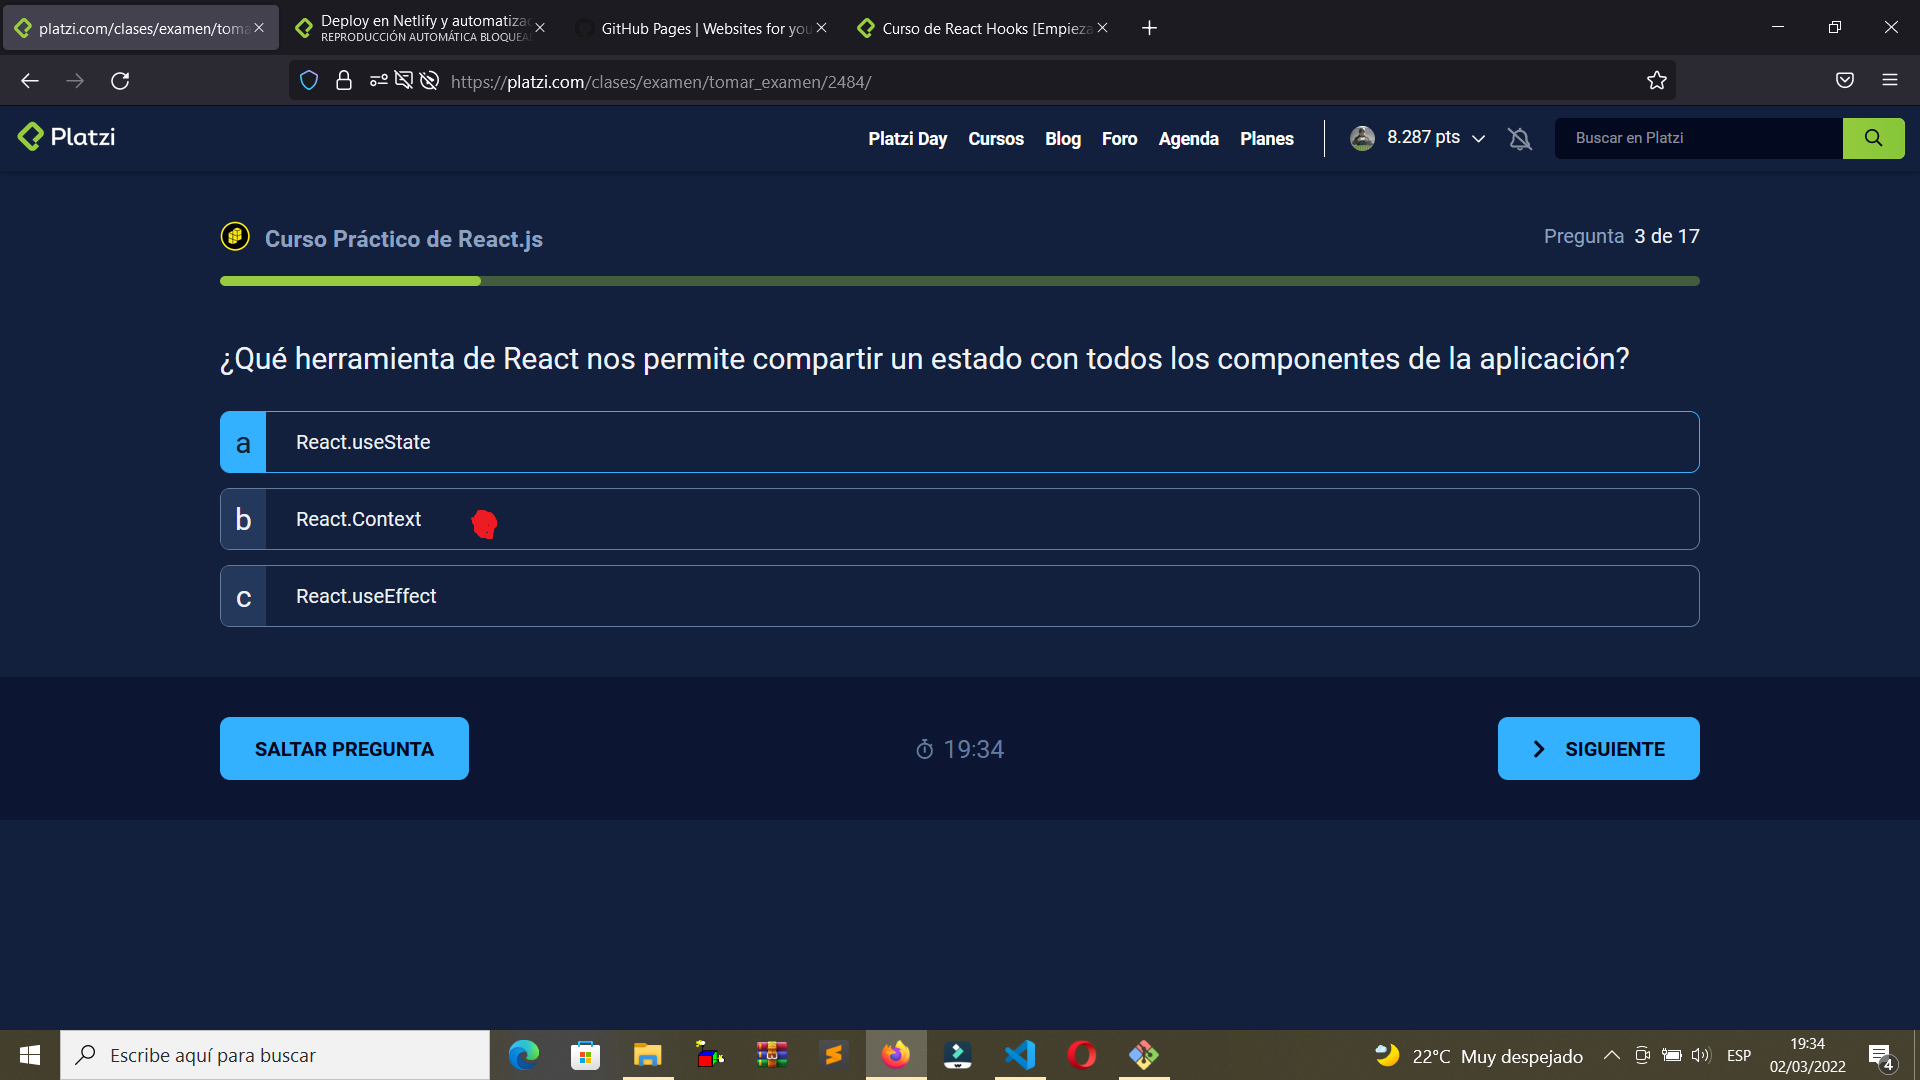 platzi.com/clases/examen/toma
Deploy en Netlify y automatiza
REPRODUCCIÓN AUTOMÁTICA BLOQUEA
GitHub Pages | Websites for you
Curso de React Hooks [Empieza
https://platzi.com/clases/examen/tomar_examen/2484/
Platzi
Platzi Day Cursos Blog Foro Agenda Planes
8.287 pts
Buscar en Platzi
Curso Práctico de React.js
Pregunta 3 de 17
¿Qué herramienta de React nos permite compartir un estado con todos los componentes de la aplicación?
a React.useState
b React.Context
c React.useEffect
SALTAR PREGUNTA
19:34
SIGUIENTE
Escribe aquí para buscar
22°C Muy despejado
ESP
19:34
02/03/2022
4